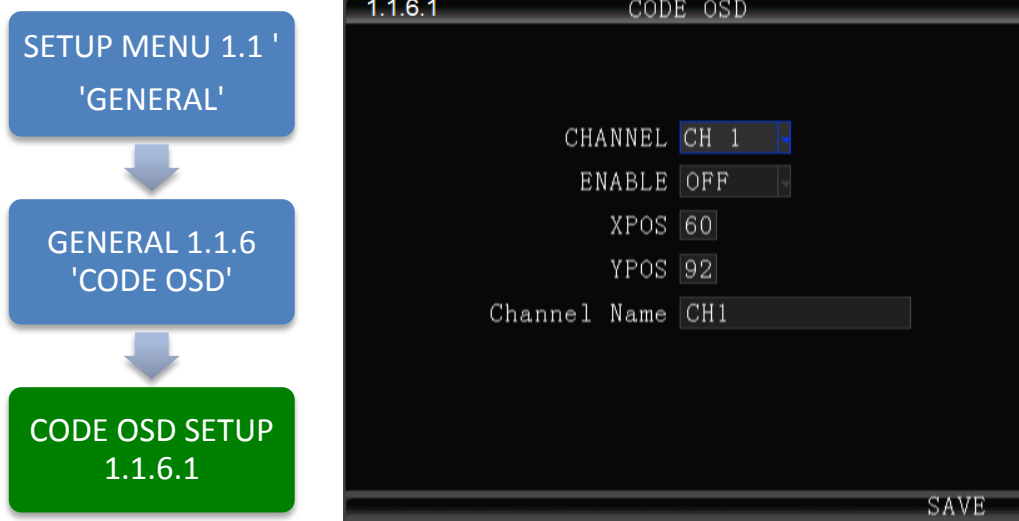 SETUP MENU 1.1 '
'GENERAL'
GENERAL 1.1.6
'CODE OSD'
CODE OSD SETUP
1.1.6.1
1.1.6.1 CODE OSD
CHANNEL CH 1
ENABLE OFF
XPOS 60
YPOS 92
Channel Name CH1
SAVE